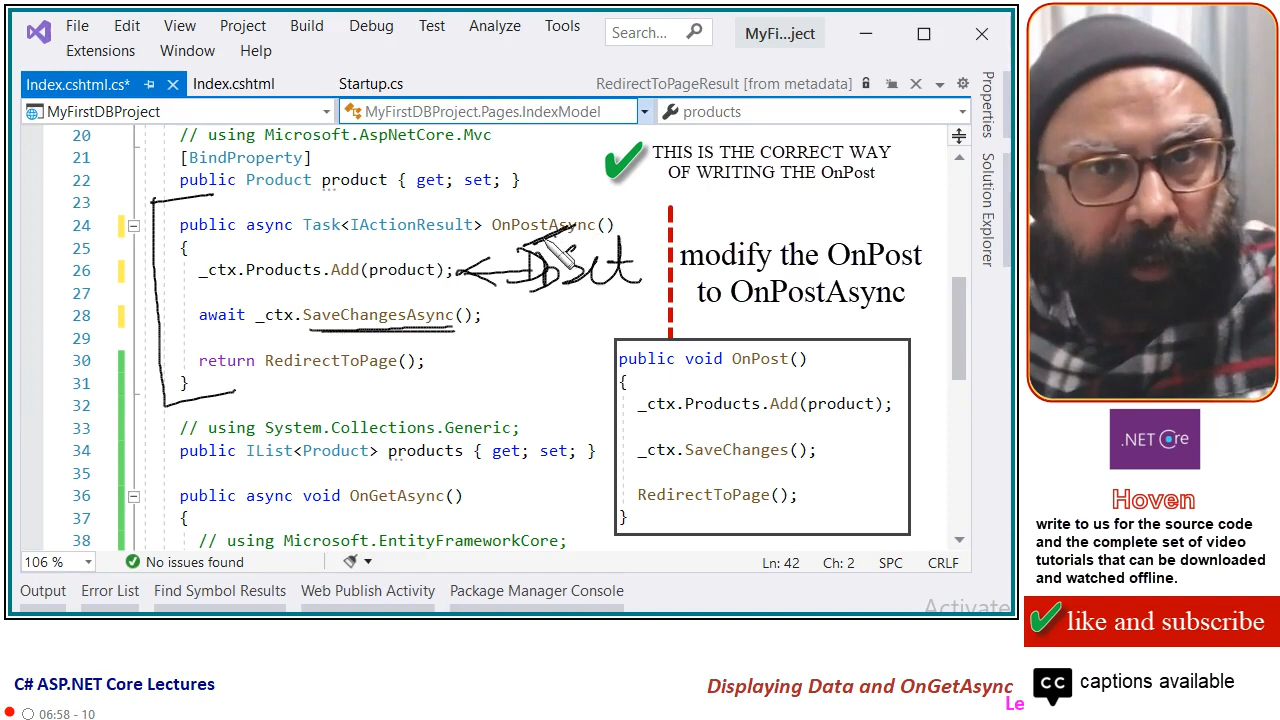 File Edit View Project Build Debug Test Analyze Tools Search... MyFi...ject
Extensions Window Help
Index.cshtml.cs* Index.cshtml Startup.cs RedirectToPageResult [from metadata]
MyFirstDBProject MyFirstDBProject.Pages.IndexModel products
20 // using Microsoft.AspNetCore.Mvc
21 [BindProperty]
22 public Product product { get; set; }
23
24 public async Task<IActionResult> OnPostAsync()
25 {
26 _ctx.Products.Add(product);
27
28 await _ctx.SaveChangesAsync();
29
30 return RedirectToPage();
31 }
32
33 // using System.Collections.Generic;
34 public IList<Product> products { get; set; }
35
36 public async void OnGetAsync()
37 {
38 // using Microsoft.EntityFrameworkCore;
THIS IS THE CORRECT WAY
OF WRITING THE OnPost
modify the OnPost
to OnPostAsync
public void OnPost()
{
_ctx.Products.Add(product);
_ctx.SaveChanges();
RedirectToPage();
}
106 % No issues found Ln: 42 Ch: 2 SPC CRLF
Output Error List Find Symbol Results Web Publish Activity Package Manager Console
Activate
Properties
Solution Explorer
.NET Core
Hoven
write to us for the source code
and the complete set of video
tutorials that can be downloaded
and watched offline.
like and subscribe
CC captions available
C# ASP.NET Core Lectures
Displaying Data and OnGetAsync
Le
06:58 - 10